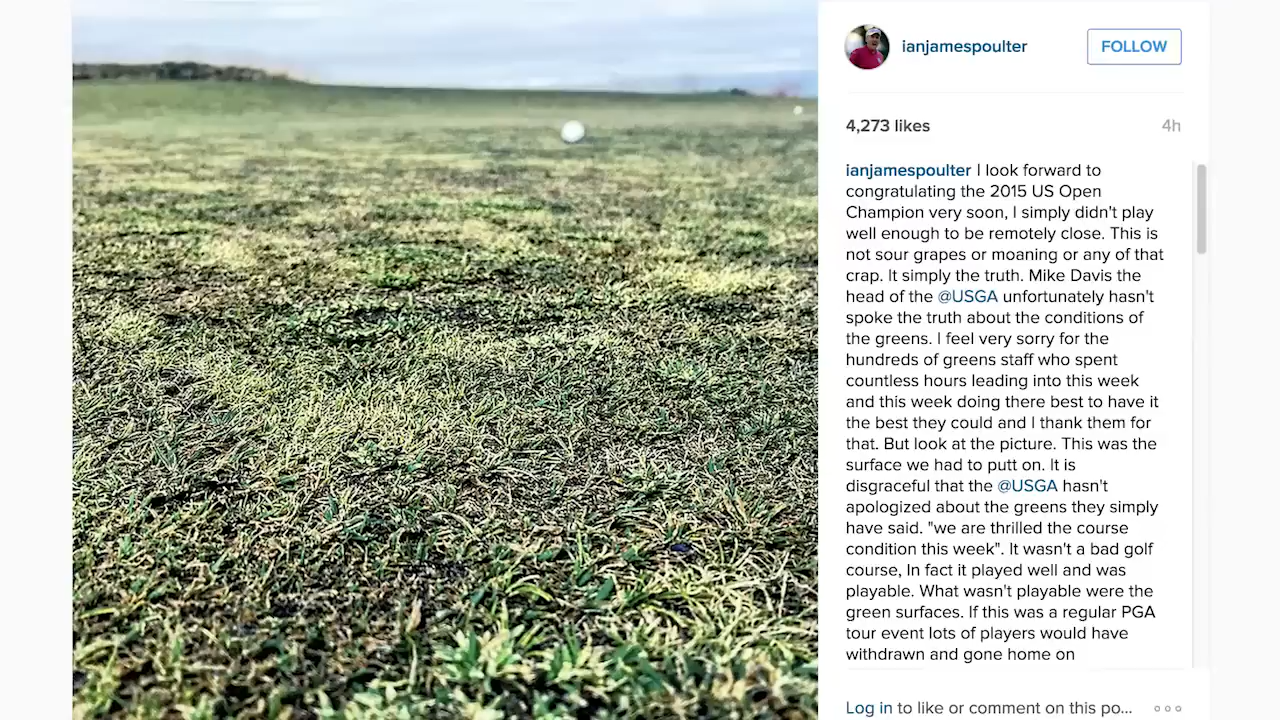 ianjamespoulter
FOLLOW
4,273 likes
4h
ianjamespoulter I look forward to
congratulating the 2015 US Open
Champion very soon, I simply didn't play
well enough to be remotely close. This is
not sour grapes or moaning or any of that
crap. It simply the truth. Mike Davis the
head of the @USGA unfortunately hasn't
spoke the truth about the conditions of
the greens. I feel very sorry for the
hundreds of greens staff who spent
countless hours leading into this week
and this week doing there best to have it
the best they could and I thank them for
that. But look at the picture. This was the
surface we had to putt on. It is
disgraceful that the @USGA hasn't
apologized about the greens they simply
have said. "we are thrilled the course
condition this week". It wasn't a bad golf
course, In fact it played well and was
playable. What wasn't playable were the
green surfaces. If this was a regular PGA
tour event lots of players would have
withdrawn and gone home on
Log in to like or comment on this po...